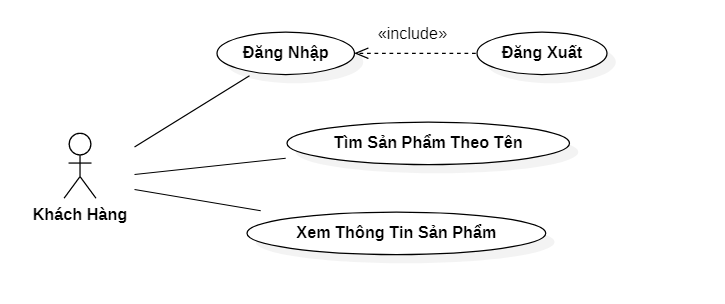 «include»
Đăng Nhập
Đăng Xuất
Tìm Sản Phẩm Theo Tên
Khách Hàng
Xem Thông Tin Sản Phẩm